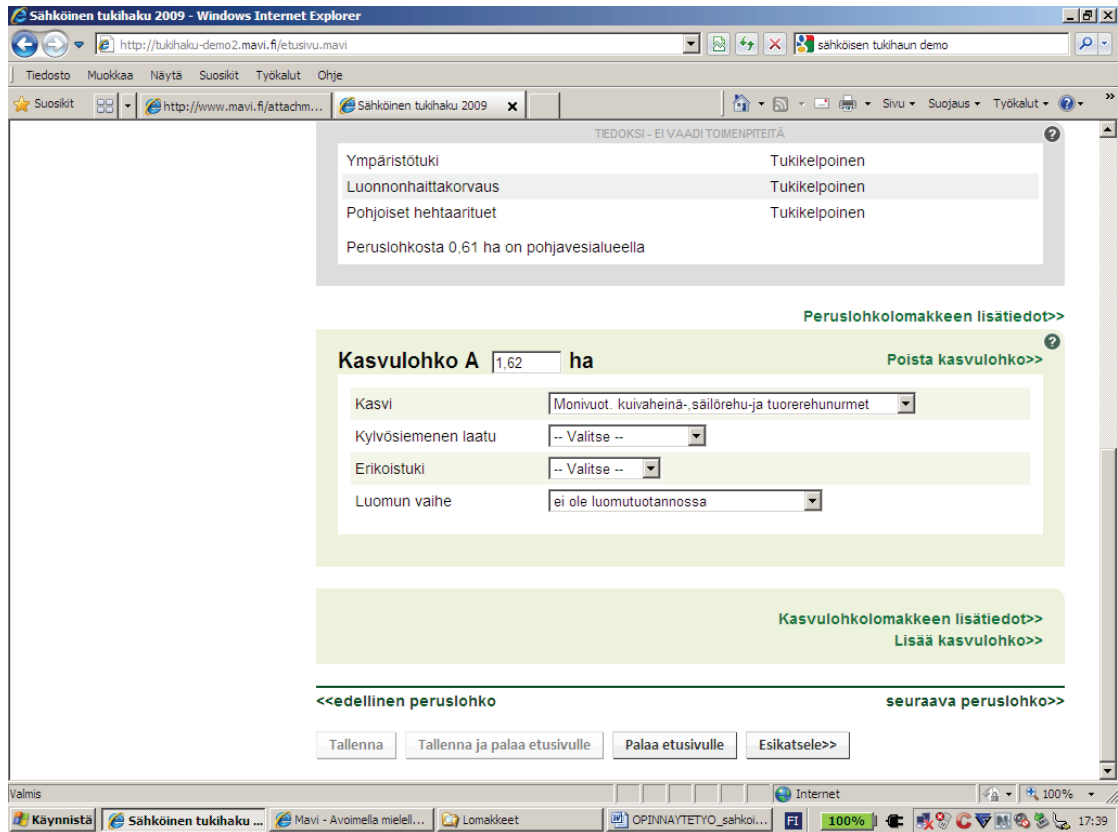 Sähköinen tukihaku 2009 - Windows Internet Explorer
http://tukihaku-demo2.mavi.fi/etusivu.mavi
sähköisen tukihaun demo
Tiedosto Muokkaa Näytä Suosikit Työkalut Ohje
Suosikit http://www.mavi.fi/attachm... Sähköinen tukihaku 2009 x Sivu Suojaus Työkalut »
TIEDOKSI - EI VAADI TOIMENPITEITÄ ?
Ympäristötuki Tukikelpoinen
Luonnonhaittakorvaus Tukikelpoinen
Pohjoiset hehtaarituet Tukikelpoinen
Peruslohkosta 0,61 ha on pohjavesialueella
Peruslohkolomakkeen lisätiedot>>
?
Kasvulohko A 1,62 ha Poista kasvulohko>>
Kasvi Monivuot. kuivaheinä-,säilörehu-ja tuorerehunurmet
Kylvösiemenen laatu -- Valitse --
Erikoistuki -- Valitse --
Luomun vaihe ei ole luomutuotannossa
Kasvulohkolomakkeen lisätiedot>>
Lisää kasvulohko>>
<<edellinen peruslohko seuraava peruslohko>>
Tallenna Tallenna ja palaa etusivulle Palaa etusivulle Esikatsele>>
Valmis Internet 100%
Käynnistä Sähköinen tukihaku ... Mavi - Avoimella mielell... Lomakkeet OPINNAYTETYO_sahkoi... FI 100% 17:39